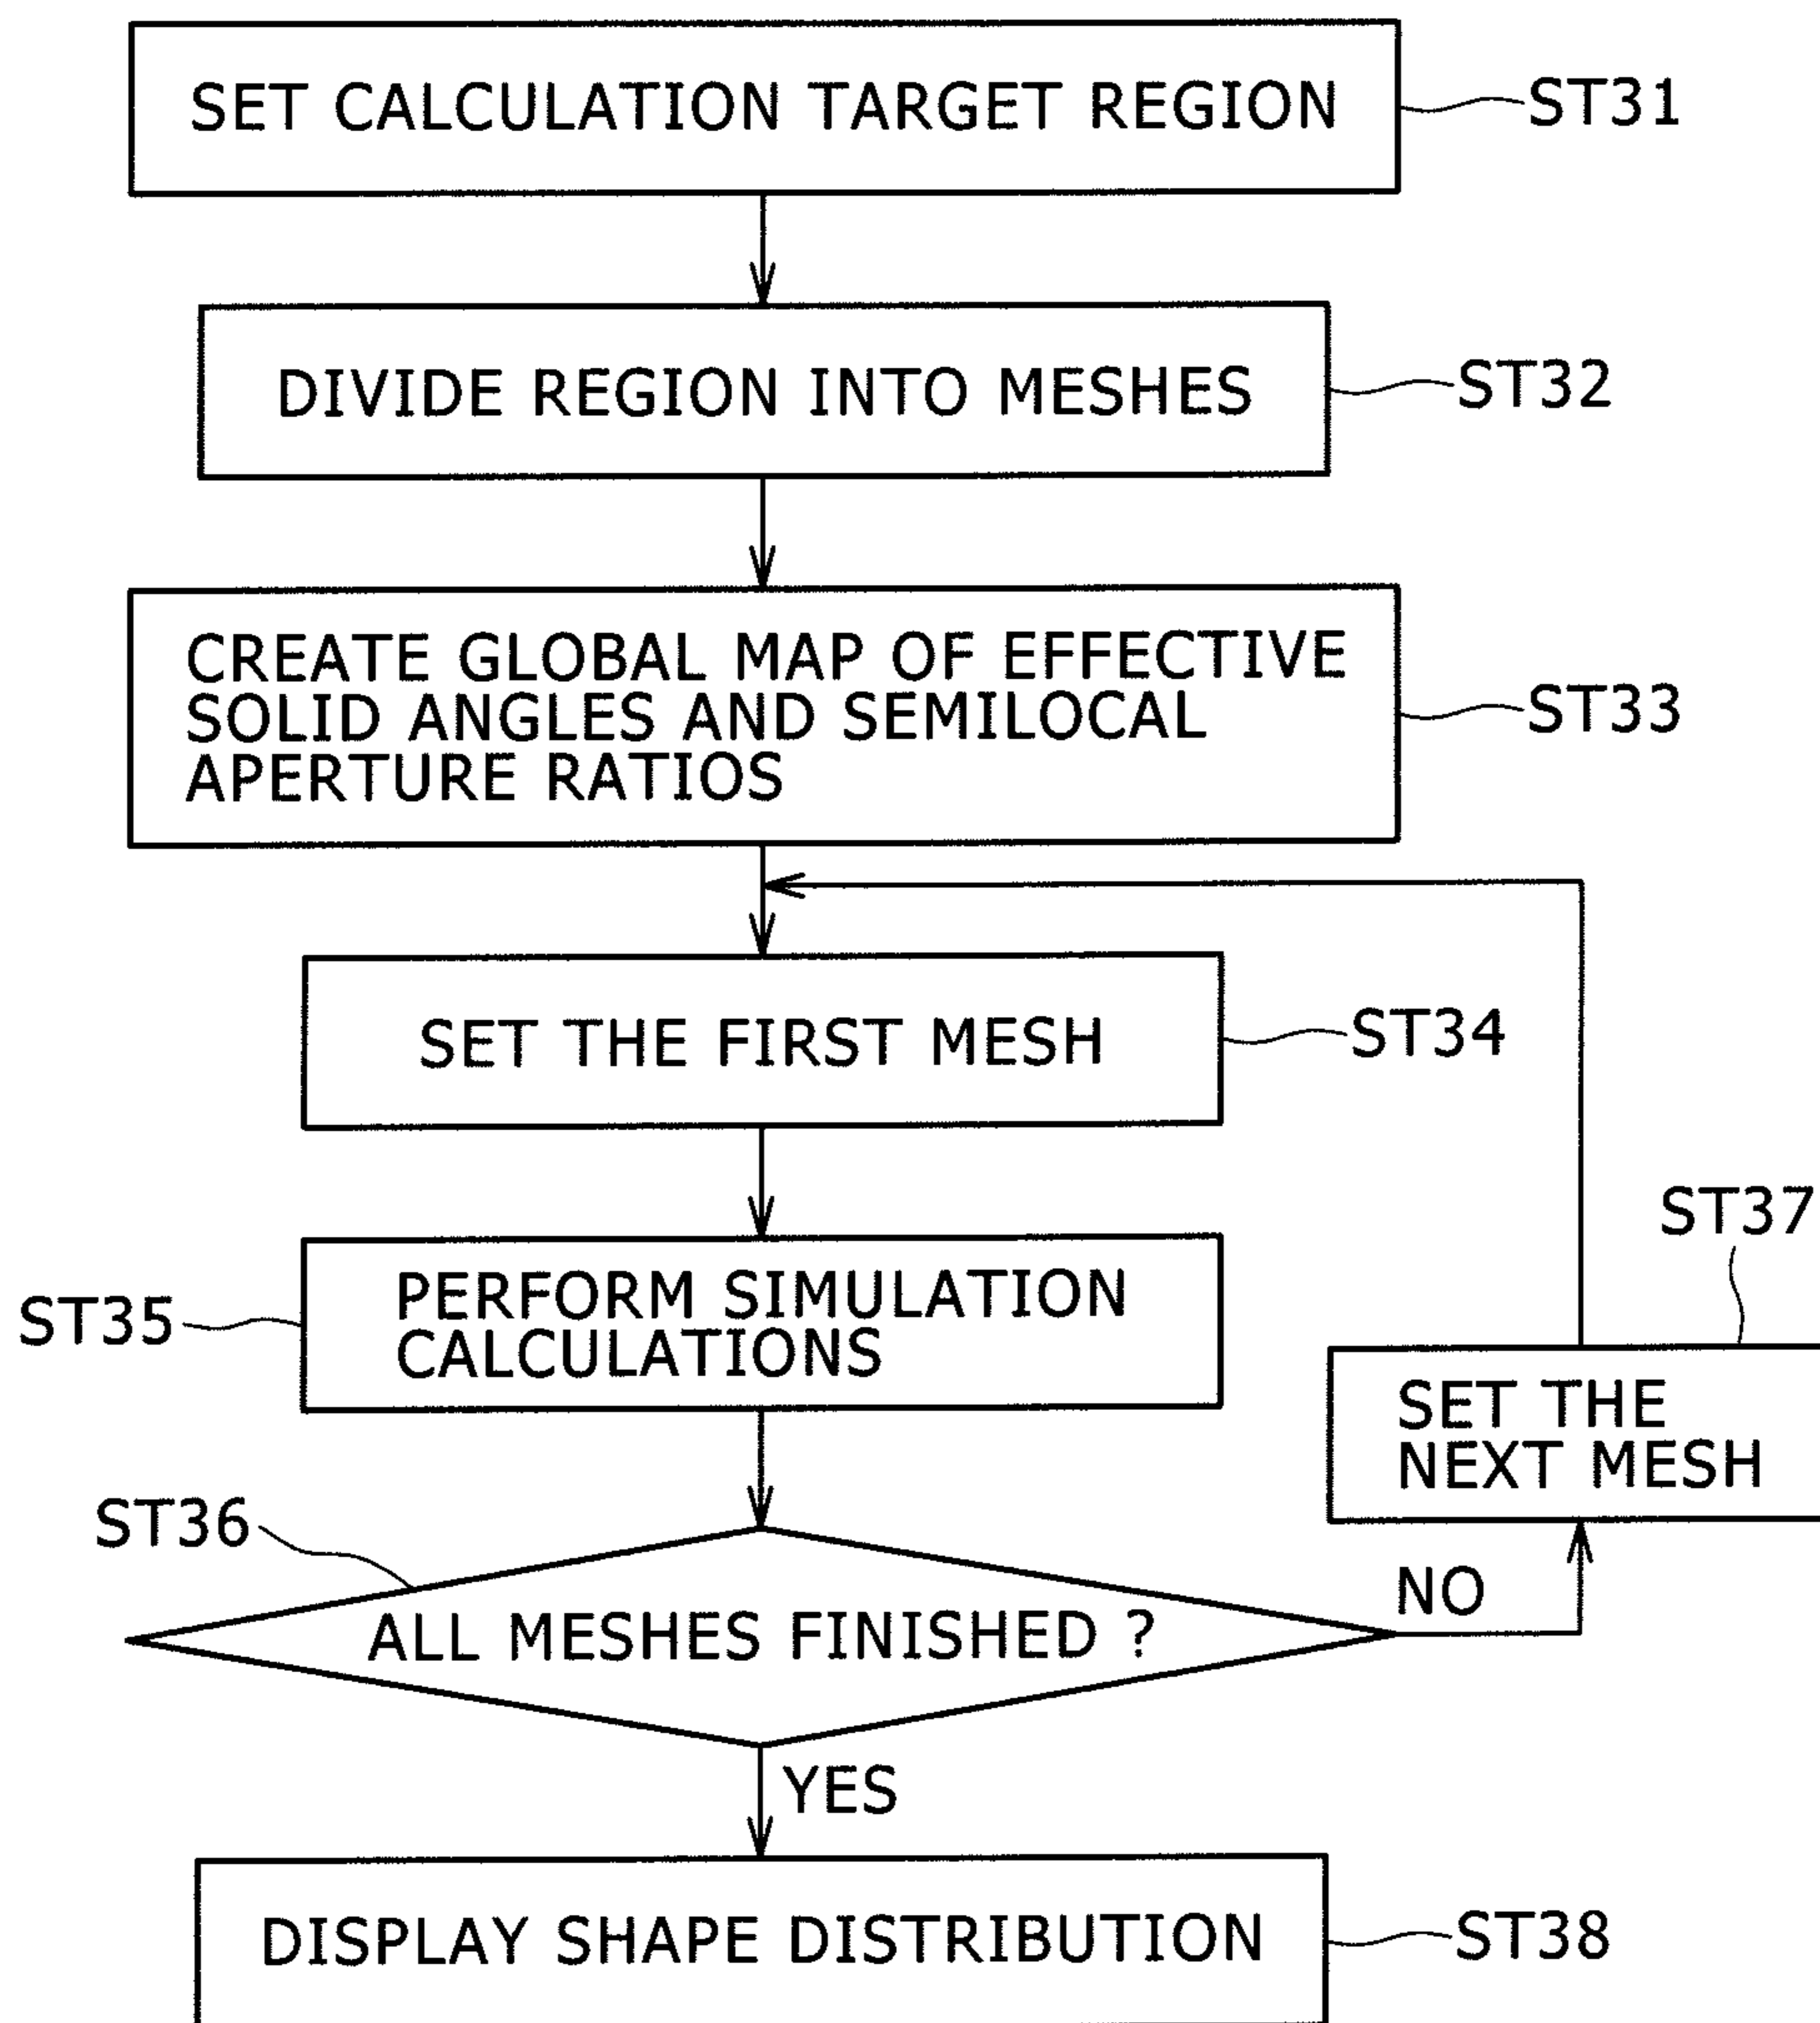 SET CALCULATION TARGET REGION
ST31
DIVIDE REGION INTO MESHES
ST32
CREATE GLOBAL MAP OF EFFECTIVE
SOLID ANGLES AND SEMILOCAL
APERTURE RATIOS
ST33
SET THE FIRST MESH
ST34
PERFORM SIMULATION
CALCULATIONS
ST35
ST37
SET THE
NEXT MESH
ST36
ALL MESHES FINISHED ?
NO
YES
DISPLAY SHAPE DISTRIBUTION
ST38